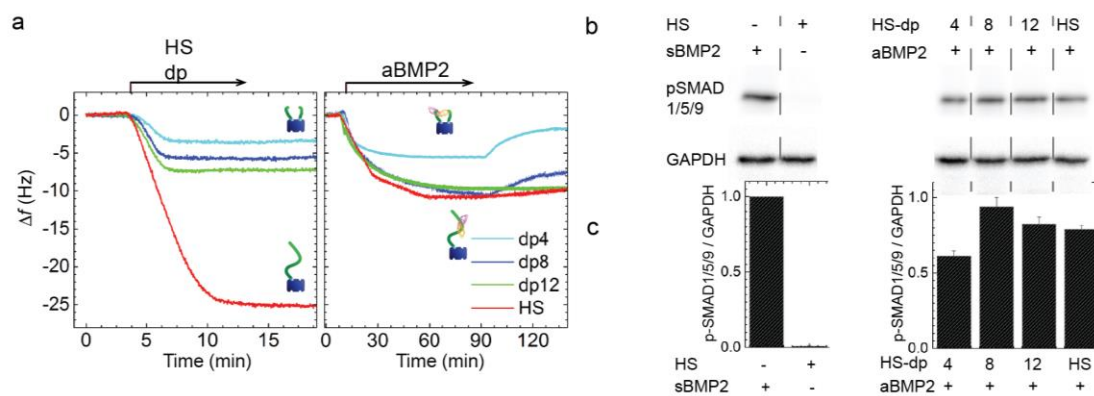 a
HS
dp
aBMP2
0
-5
-10
-15
-20
-25
Δf (Hz)
dp4
dp8
dp12
HS
0 5 10 15
0 30 60 90 120
Time (min)
Time (min)
b
HS - +
sBMP2 + -
pSMAD
1/5/9
GAPDH
HS-dp 4 8 12 HS
aBMP2 + + + +
c
1.0
0.5
0.0
p-SMAD1/5/9 / GAPDH
HS - +
sBMP2 + -
1.0
0.5
0.0
p-SMAD1/5/9 / GAPDH
HS-dp 4 8 12 HS
aBMP2 + + + +